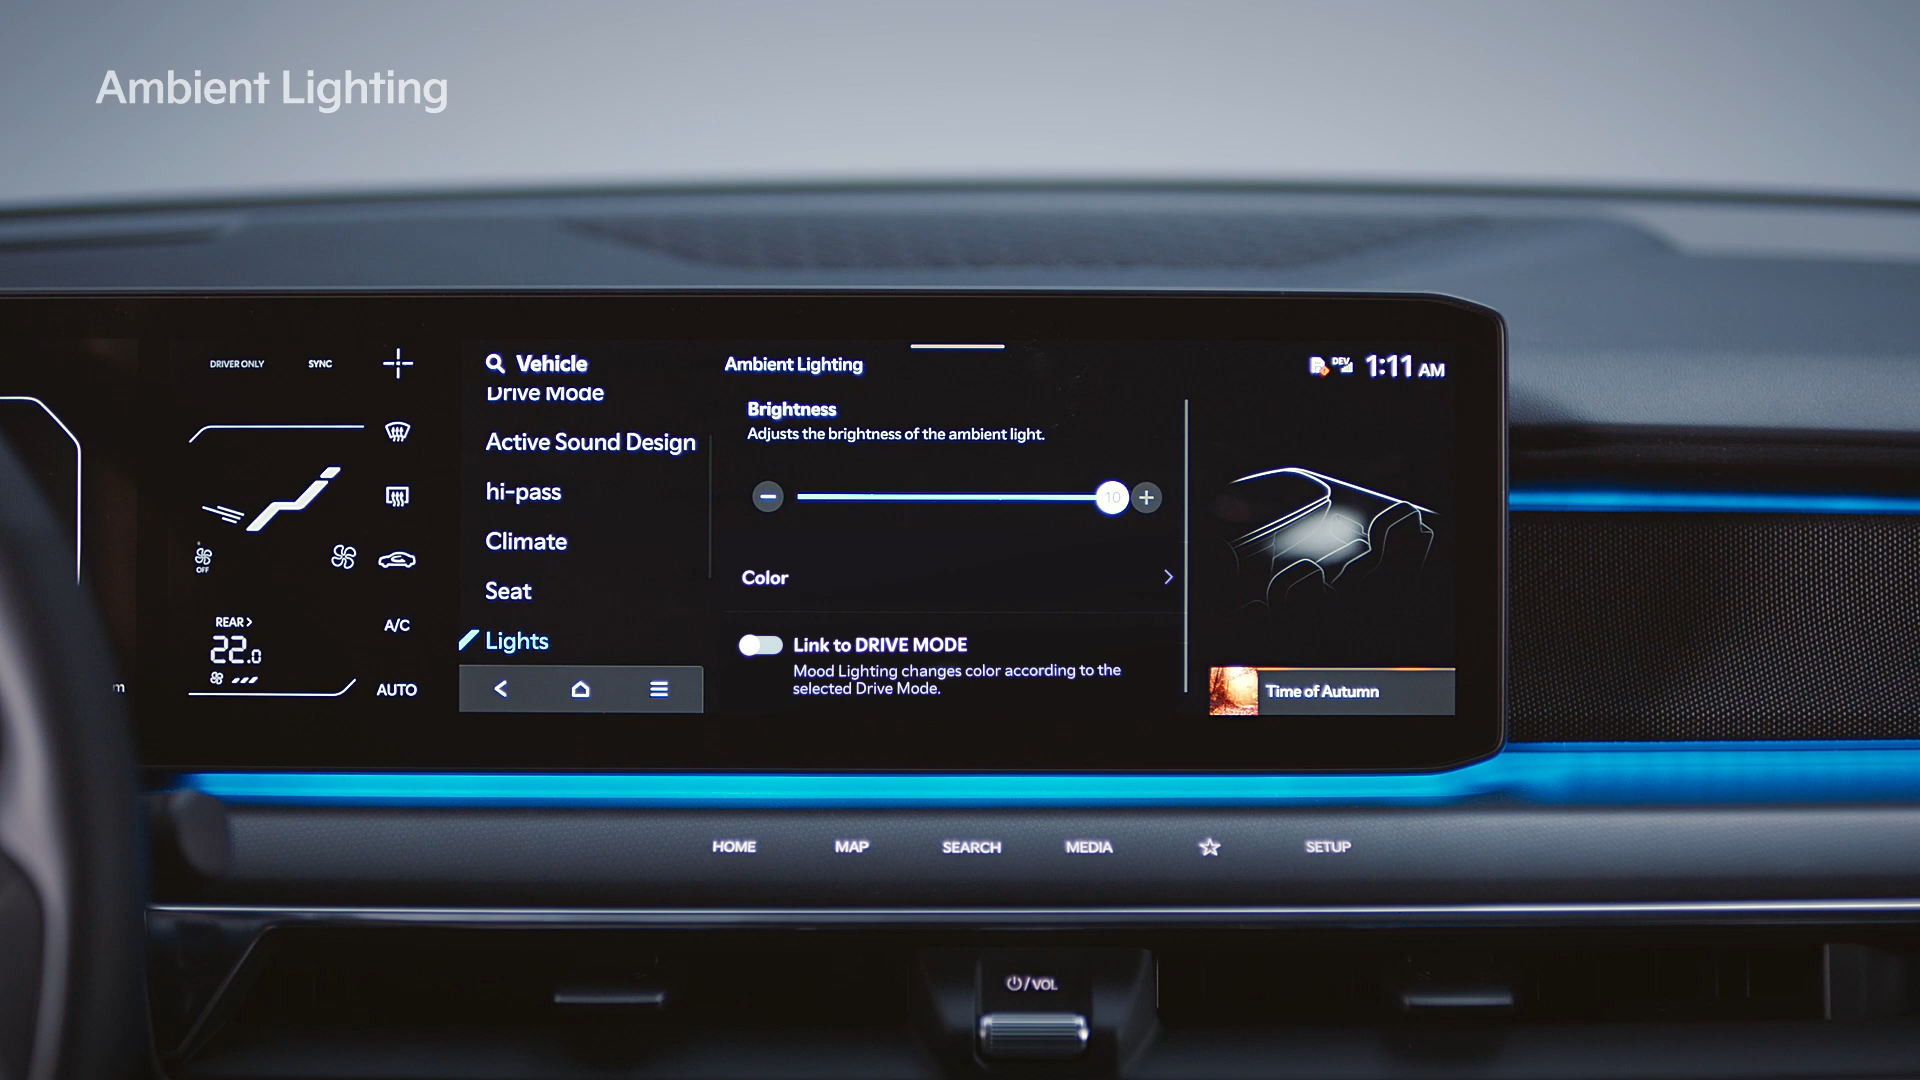 Ambient Lighting
DRIVER ONLY
SYNC
OFF
REAR
22.0
A/C
AUTO
m
Vehicle
Drive Mode
Active Sound Design
hi-pass
Climate
Seat
Lights
Ambient Lighting
Brightness
Adjusts the brightness of the ambient light.
10
Color
Link to DRIVE MODE
Mood Lighting changes color according to the
selected Drive Mode.
DEV
1:11 AM
Time of Autumn
HOME
MAP
SEARCH
MEDIA
SETUP
/VOL